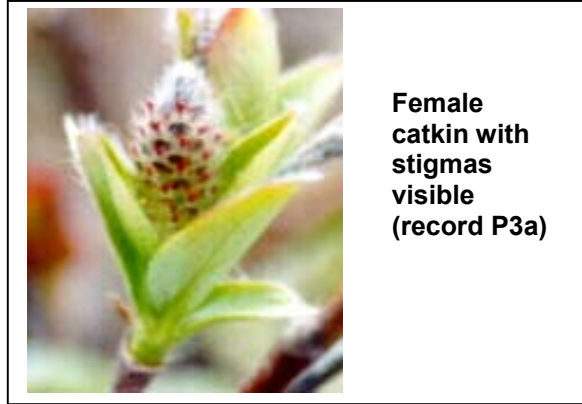 Female
catkin with
stigmas
visible
(record P3a)